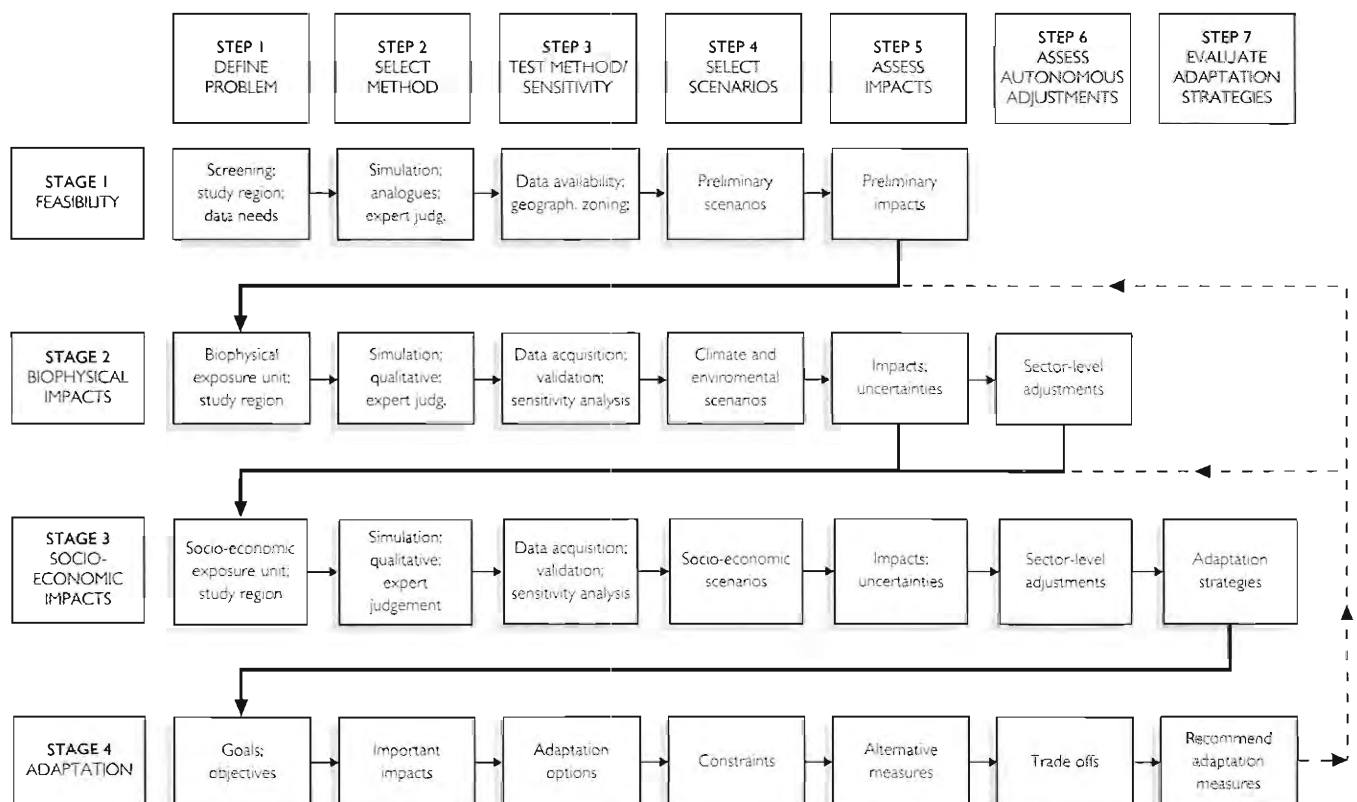 STEP 1
DEFINE
PROBLEM
STEP 2
SELECT
METHOD
STEP 3
TEST METHOD/
SENSITIVITY
STEP 4
SELECT
SCENARIOS
STEP 5
ASSESS
IMPACTS
STEP 6
ASSESS
AUTONOMOUS
ADJUSTMENTS
STEP 7
EVALUATE
ADAPTATION
STRATEGIES
STAGE 1
FEASIBILITY
Screening;
study region;
data needs
Simulation;
analogues;
expert judg.
Data availability;
geograph. zoning;
Preliminary
scenarios
Preliminary
impacts
STAGE 2
BIOPHYSICAL
IMPACTS
Biophysical
exposure unit;
study region
Simulation;
qualitative;
expert judg.
Data acquisition;
validation;
sensitivity analysis
Climate and
enviromental
scenarios
Impacts;
uncertainties
Sector-level
adjustments
STAGE 3
SOCIO-
ECONOMIC
IMPACTS
Socio-economic
exposure unit;
study region
Simulation;
qualitative;
expert
judgement
Data acquisition;
validation;
sensitivity analysis
Socio-economic
scenarios
Impacts;
uncertainties
Sector-level
adjustments
Adaptation
strategies
STAGE 4
ADAPTATION
Goals;
objectives
Important
impacts
Adaptation
options
Constraints
Alternative
measures
Trade offs
Recommend
adaptation
measures